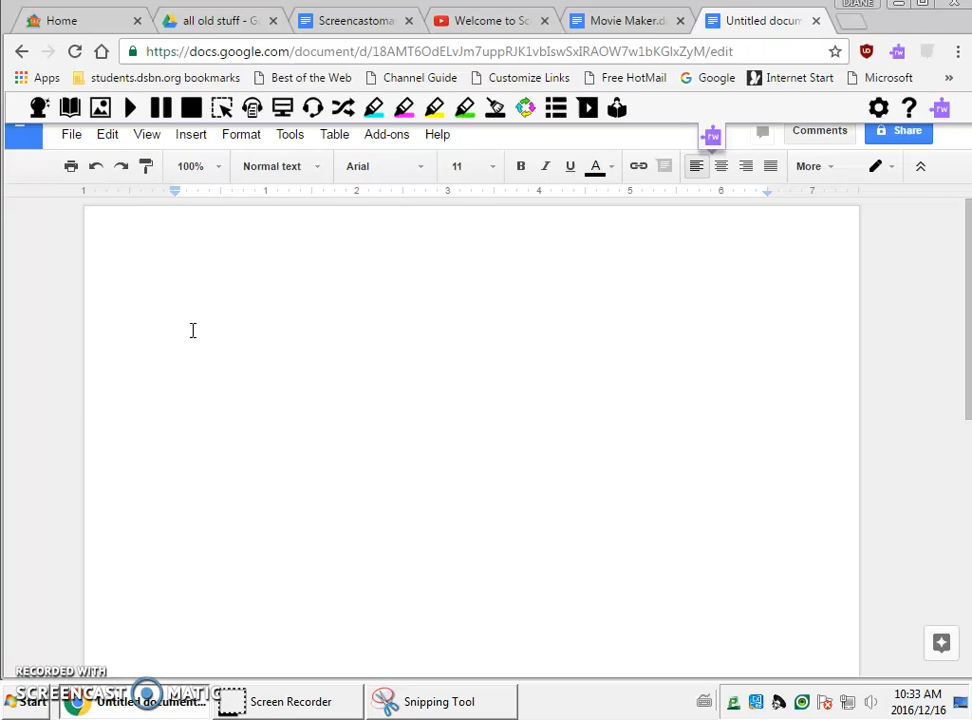 DIANE
Home
all old stuff - G
Screencastoma
Welcome to Sc
Movie Maker.d
Untitled docum
https://docs.google.com/document/d/18AMT6OdELvJm7uppRJK1vbIswSxIRAOW7w1bKGlxZyM/edit
Apps
students.dsbn.org bookmarks
Best of the Web
Channel Guide
Customize Links
Free HotMail
Google
Internet Start
Microsoft
»
File Edit View Insert Format Tools Table Add-ons Help
rw
Comments
Share
100% Normal text Arial 11 B I U A More
1 1 2 3 4 5 6 7
RECORDED WITH
SCREENCAST MATIC
Start
Untitled document...
Screen Recorder
Snipping Tool
10:33 AM
2016/12/16